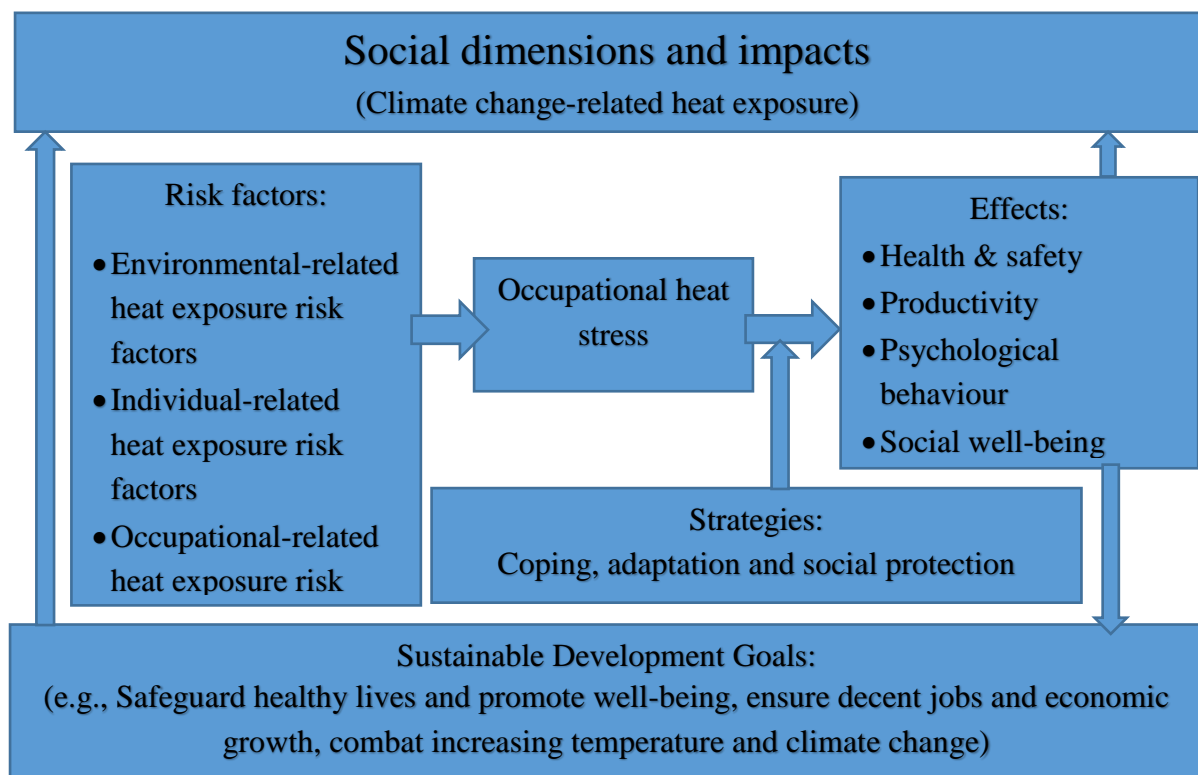 Social dimensions and impacts
(Climate change-related heat exposure)
Risk factors:
•Environmental-related
heat exposure risk
factors
•Individual-related
heat exposure risk
factors
•Occupational-related
heat exposure risk
Occupational heat
stress
Effects:
•Health & safety
•Productivity
•Psychological
behaviour
•Social well-being
Strategies:
Coping, adaptation and social protection
Sustainable Development Goals:
(e.g., Safeguard healthy lives and promote well-being, ensure decent jobs and economic
growth, combat increasing temperature and climate change)